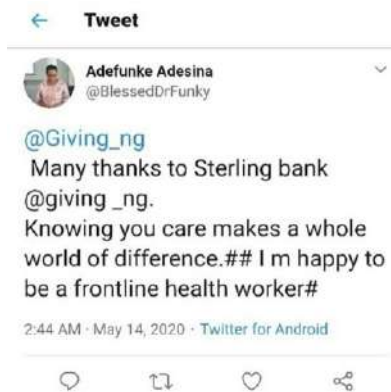 Tweet
Adefunke Adesina
@BlessedDrFunky
@Giving_ng
Many thanks to Sterling bank
@giving _ng.
Knowing you care makes a whole
world of difference.## I m happy to
be a frontline health worker#
2:44 AM · May 14, 2020 · Twitter for Android